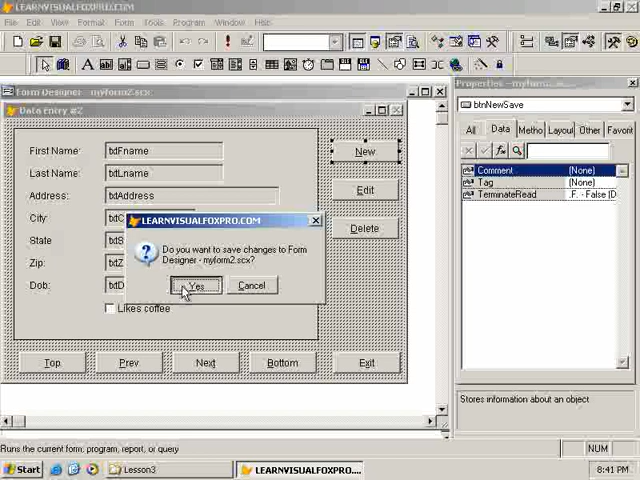 LEARNVISUALFOXPRO.COM
File Edit View Format Form Tools Program Window Help
Form Designer - myform2.scx
Data Entry #2
First Name: txtFname
Last Name: txtLname
Address: txtAddress
City:
State
Zip:
Dob:
Likes coffee
New
Edit
Delete
Top Prev Next Bottom Exit
LEARNVISUALFOXPRO.COM
Do you want to save changes to Form
Designer - myform2.scx?
Yes Cancel
Properties - myform
btnNewSave
All Data Metho Layout Other Favorit
Comment (None)
Tag (None)
TerminateRead .F. - False (D
Stores information about an object
Runs the current form, program, report, or query
NUM
Start Lesson3 LEARNVISUALFOXPRO.... 8:41 PM